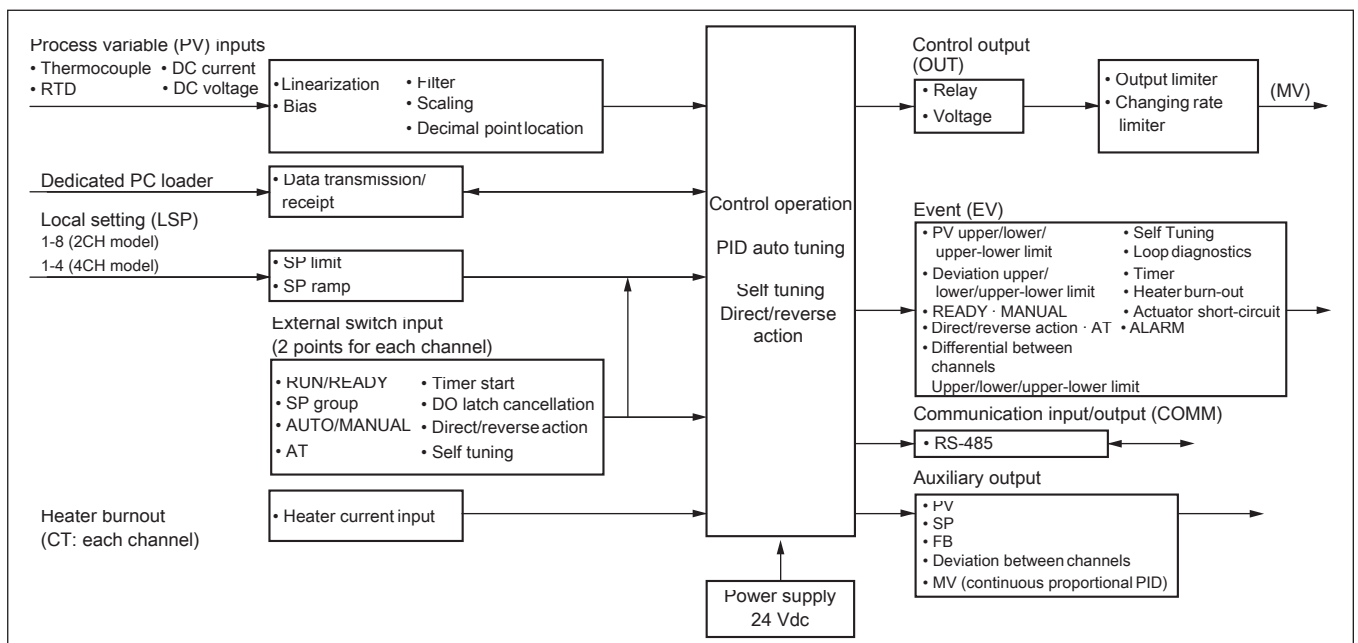 Process variable (PV) inputs
• Thermocouple • DC current
• RTD • DC voltage
• Linearization • Filter
• Bias • Scaling
• Decimal point location
Dedicated PC loader
• Data transmission/
receipt
Local setting (LSP)
1-8 (2CH model)
1-4 (4CH model)
• SP limit
• SP ramp
External switch input
(2 points for each channel)
• RUN/READY • Timer start
• SP group • DO latch cancellation
• AUTO/MANUAL • Direct/reverse action
• AT • Self tuning
Heater burnout
(CT: each channel)
• Heater current input
Control operation
PID auto tuning
Self tuning
Direct/reverse
action
Power supply
24 Vdc
Control output
(OUT)
• Relay
• Voltage
• Output limiter
• Changing rate
limiter
(MV)
Event (EV)
• PV upper/lower/ • Self Tuning
upper-lower limit • Loop diagnostics
• Deviation upper/ • Timer
lower/upper-lower limit • Heater burn-out
• READY · MANUAL • Actuator short-circuit
• Direct/reverse action · AT • ALARM
• Differential between
channels
Upper/lower/upper-lower limit
Communication input/output (COMM)
• RS-485
Auxiliary output
• PV
• SP
• FB
• Deviation between channels
• MV (continuous proportional PID)